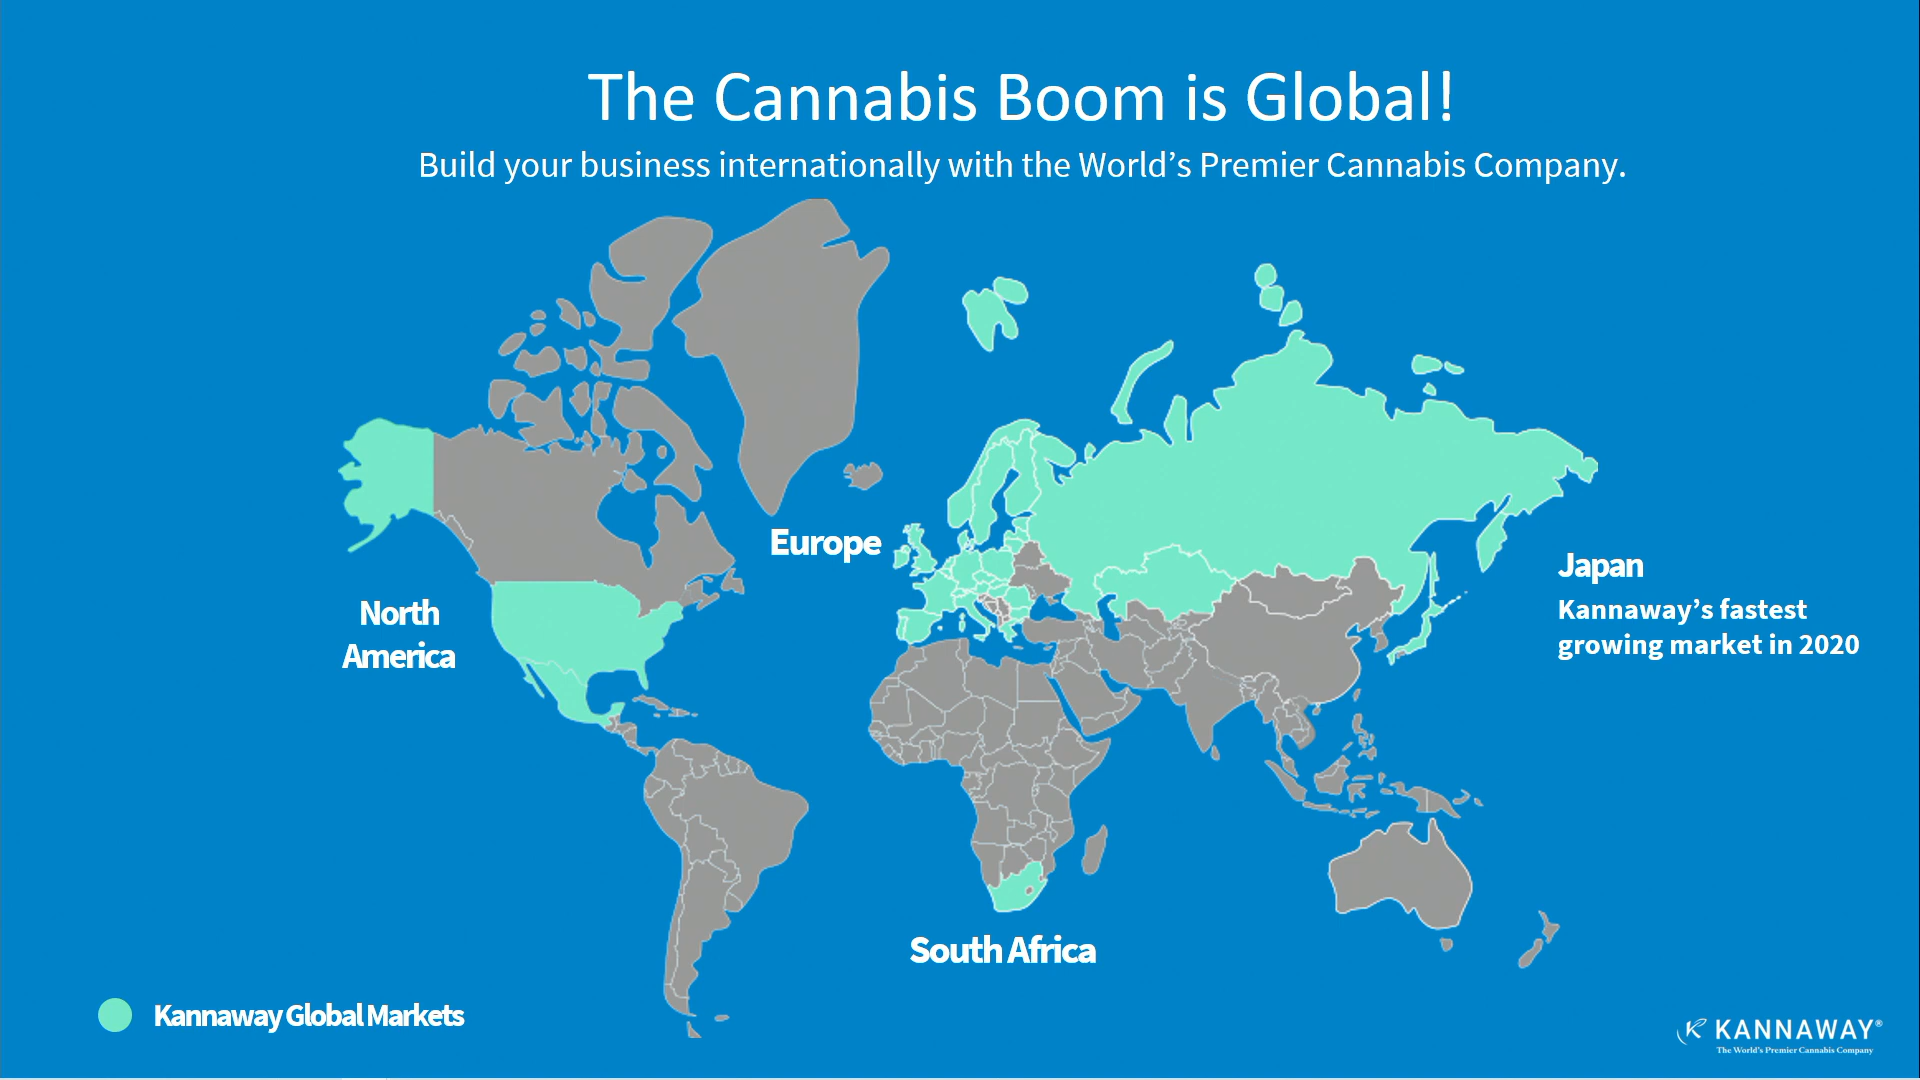 The Cannabis Boom is Global!
Build your business internationally with the World’s Premier Cannabis Company.
Europe
North
America
Japan
Kannaway’s fastest
growing market in 2020
South Africa
Kannaway Global Markets
KANNAWAY®
The World's Premier Cannabis Company